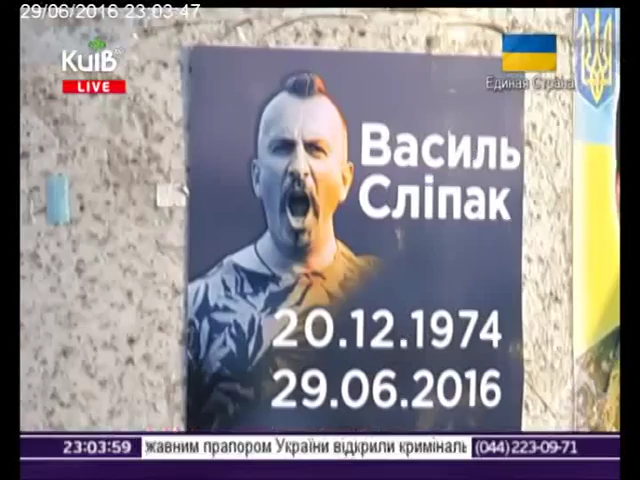 29/06/2016 23:03:47
Київ
LIVE
Единая Страна
Василь
Сліпак
20.12.1974
29.06.2016
23:03:59 жавним прапором України відкрили криміналь (044) 223-09-71